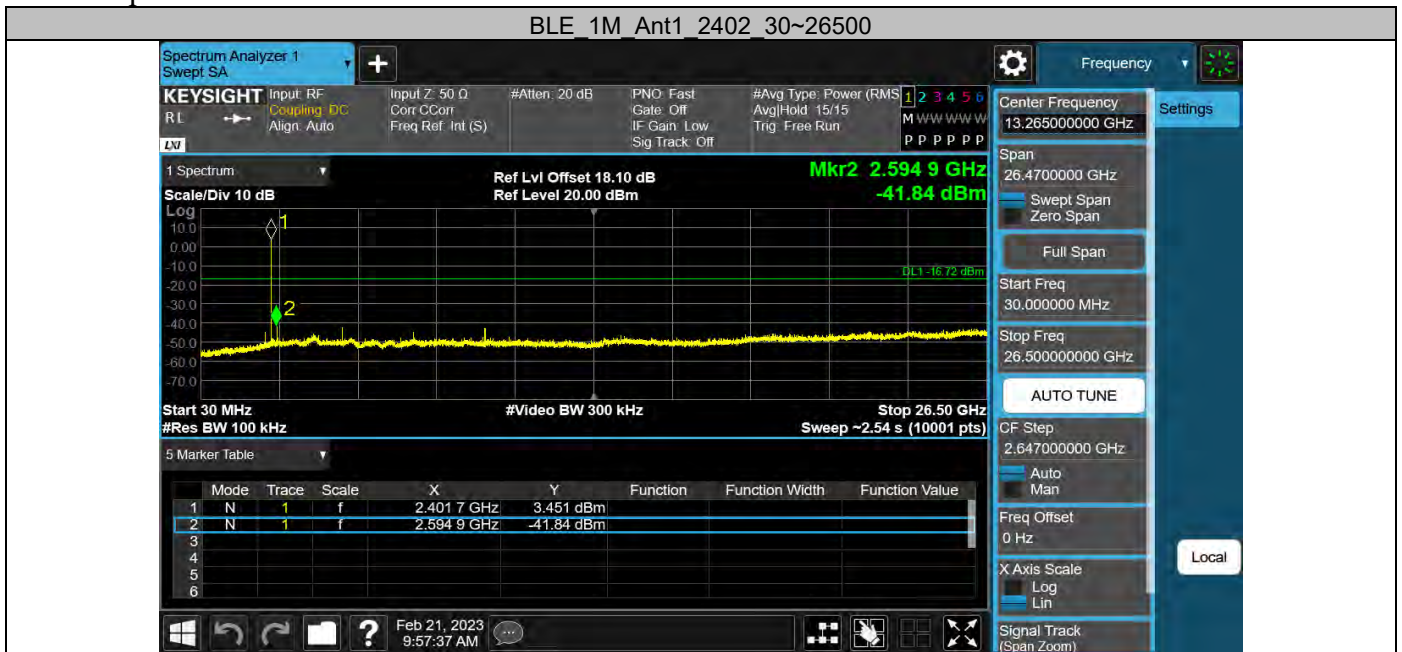 BLE_1M_Ant1_2402_30~26500
Spectrum Analyzer 1
Swept SA
+
Frequency
KEYSIGHT
RL
LXI
Input: RF
Coupling: DC
Align: Auto
Input Z: 50 Ω
Corr CCorr
Freq Ref: Int (S)
#Atten: 20 dB
PNO: Fast
Gate: Off
IF Gain: Low
Sig Track: Off
#Avg Type: Power (RMS
Avg|Hold: 15/15
Trig: Free Run
1 2 3 4 5 6
M W W W W W
P P P P P P
Center Frequency
13.265000000 GHz
Settings
1 Spectrum
Scale/Div 10 dB
Ref Lvl Offset 18.10 dB
Ref Level 20.00 dBm
Mkr2 2.594 9 GHz
-41.84 dBm
Span
26.4700000 GHz
Swept Span
Zero Span
Full Span
Log
10.0
0.00
-10.0
-20.0
-30.0
-40.0
-50.0
-60.0
-70.0
1
2
DL1 -16.72 dBm
Start Freq
30.000000 MHz
Stop Freq
26.500000000 GHz
AUTO TUNE
Start 30 MHz
#Res BW 100 kHz
#Video BW 300 kHz
Stop 26.50 GHz
Sweep ~2.54 s (10001 pts)
CF Step
2.647000000 GHz
Auto
Man
5 Marker Table
Mode Trace Scale X Y Function Function Width Function Value
1 N 1 f 2.401 7 GHz 3.451 dBm
2 N 1 f 2.594 9 GHz -41.84 dBm
3
4
5
6
Freq Offset
0 Hz
X Axis Scale
Log
Lin
Local
Signal Track
(Span Zoom)
?
Feb 21, 2023
9:57:37 AM